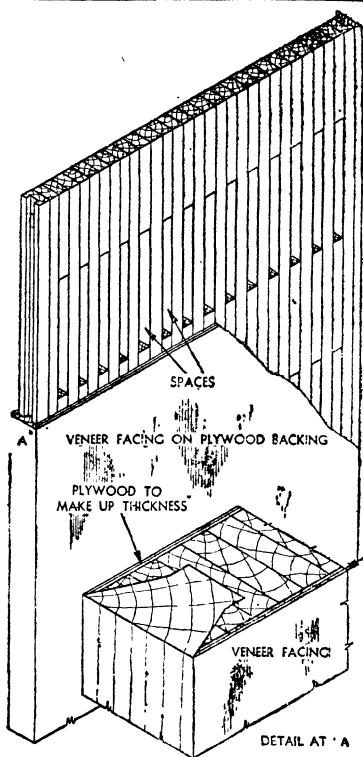 SPACES
A
VENEER FACING ON PLYWOOD BACKING
PLYWOOD TO
MAKE UP THICKNESS
VENEER FACING
DETAIL AT 'A